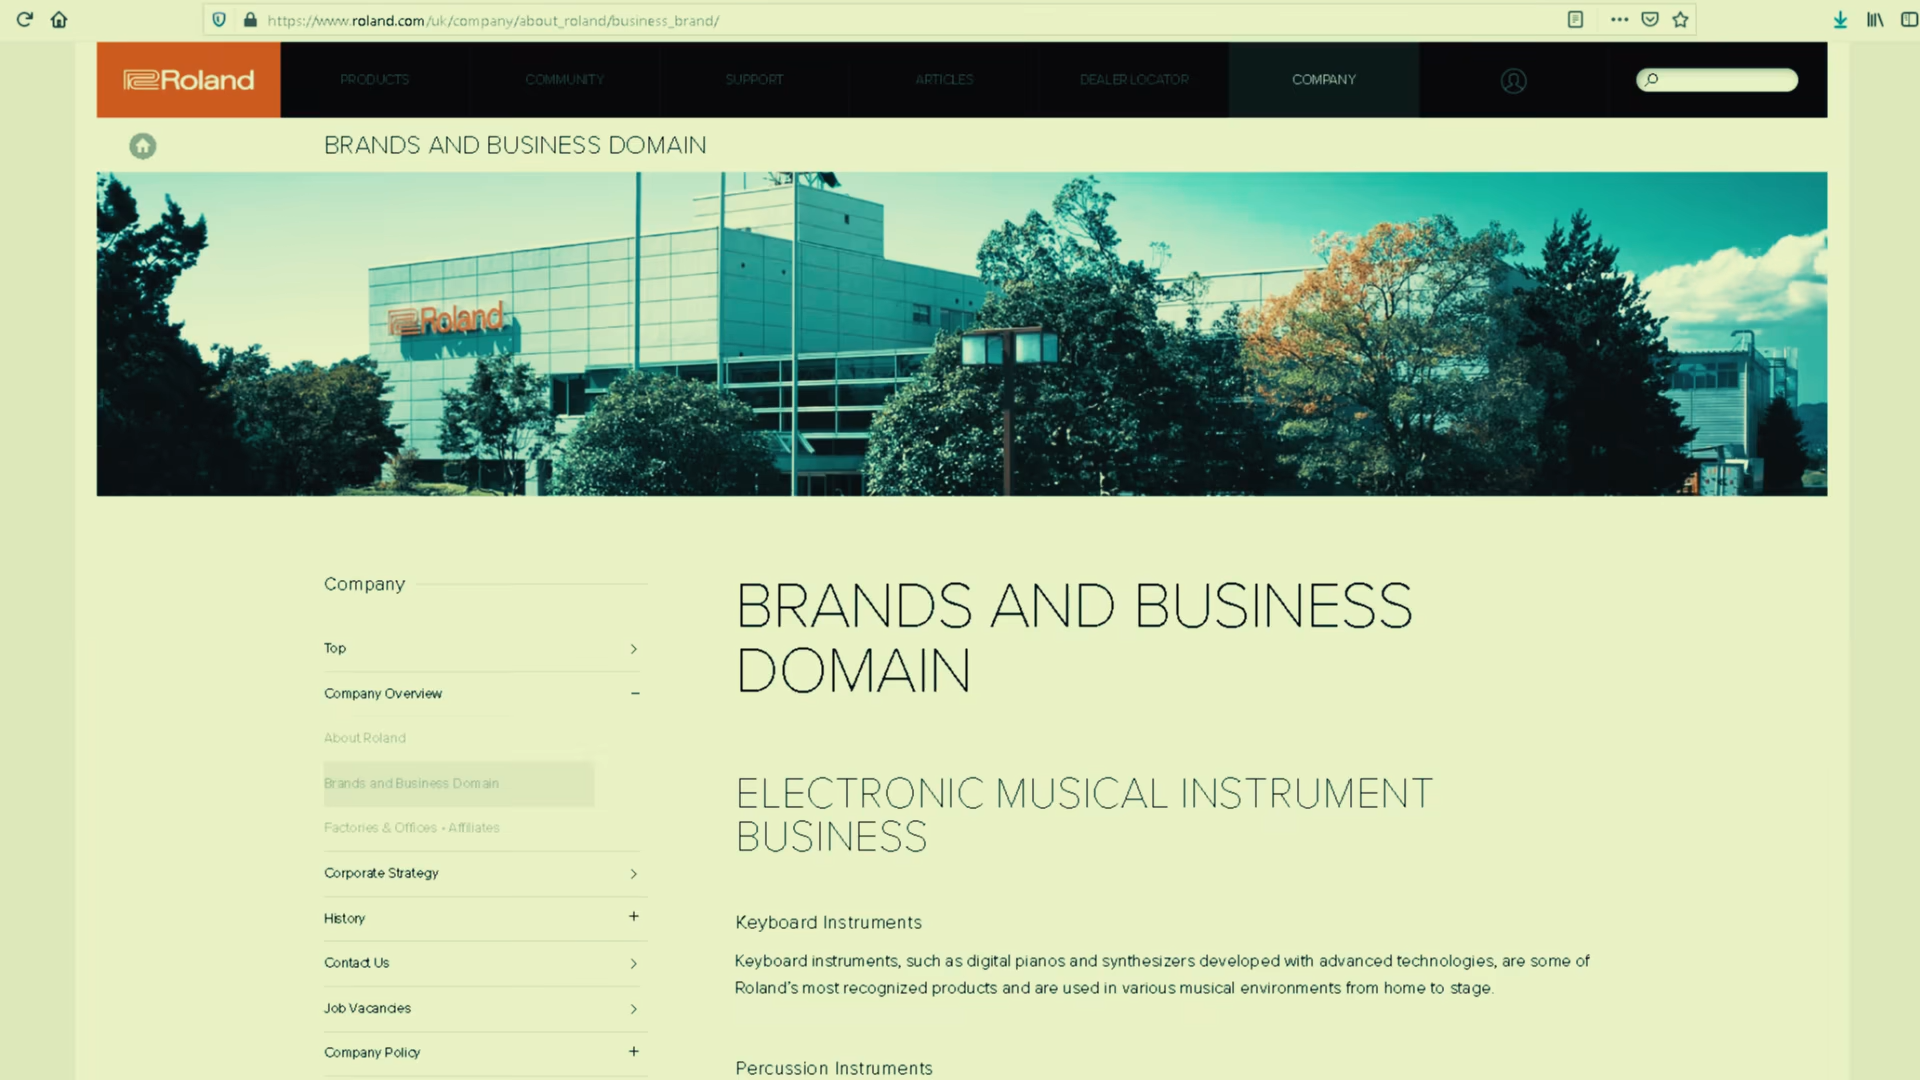 https://www.roland.com/uk/company/about_roland/business_brand/
Roland
PRODUCTS
COMMUNITY
SUPPORT
ARTICLES
DEALER LOCATOR
COMPANY
BRANDS AND BUSINESS DOMAIN
Roland
Company
Top
Company Overview
About Roland
Brands and Business Domain
Factories & Offices • Affiliates
Corporate Strategy
History
Contact Us
Job Vacancies
Company Policy
BRANDS AND BUSINESS
DOMAIN
ELECTRONIC MUSICAL INSTRUMENT
BUSINESS
Keyboard Instruments
Keyboard instruments, such as digital pianos and synthesizers developed with advanced technologies, are some of
Roland's most recognized products and are used in various musical environments from home to stage.
Percussion Instruments